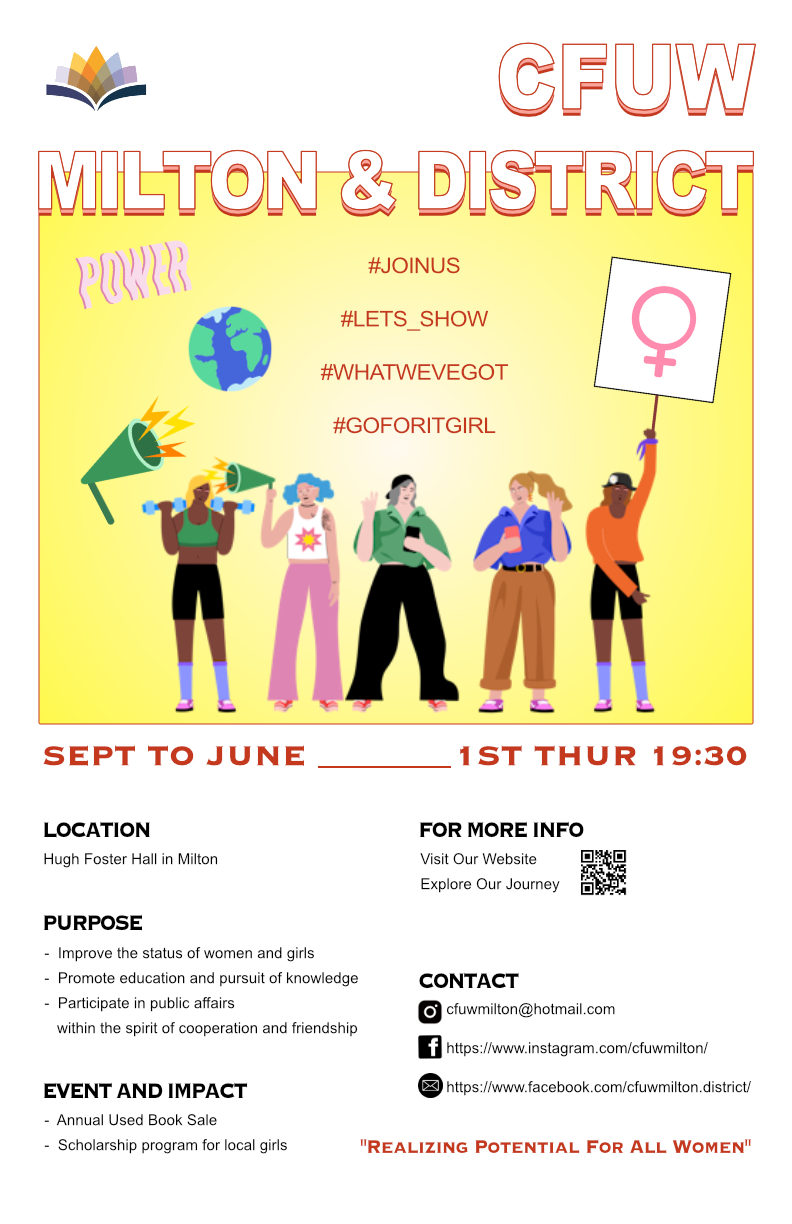 CFUW
MILTON & DISTRICT
POWER
#JOINUS
#LETS_SHOW
#WHATWEVEGOT
#GOFORITGIRL
SEPT TO JUNE ________ 1ST THUR 19:30
LOCATION
Hugh Foster Hall in Milton
PURPOSE
- Improve the status of women and girls
- Promote education and pursuit of knowledge
- Participate in public affairs
within the spirit of cooperation and friendship
EVENT AND IMPACT
- Annual Used Book Sale
- Scholarship program for local girls
FOR MORE INFO
Visit Our Website
Explore Our Journey
CONTACT
cfuwmilton@hotmail.com
https://www.instagram.com/cfuwmilton/
https://www.facebook.com/cfuwmilton.district/
"Realizing Potential For All Women"